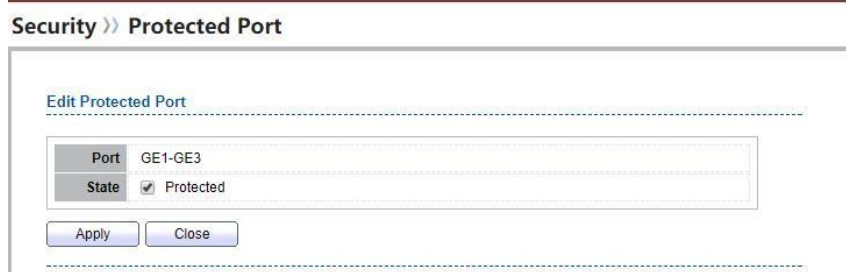 Security 》 Protected Port
Edit Protected Port
Port GE1-GE3
State Protected
Apply Close